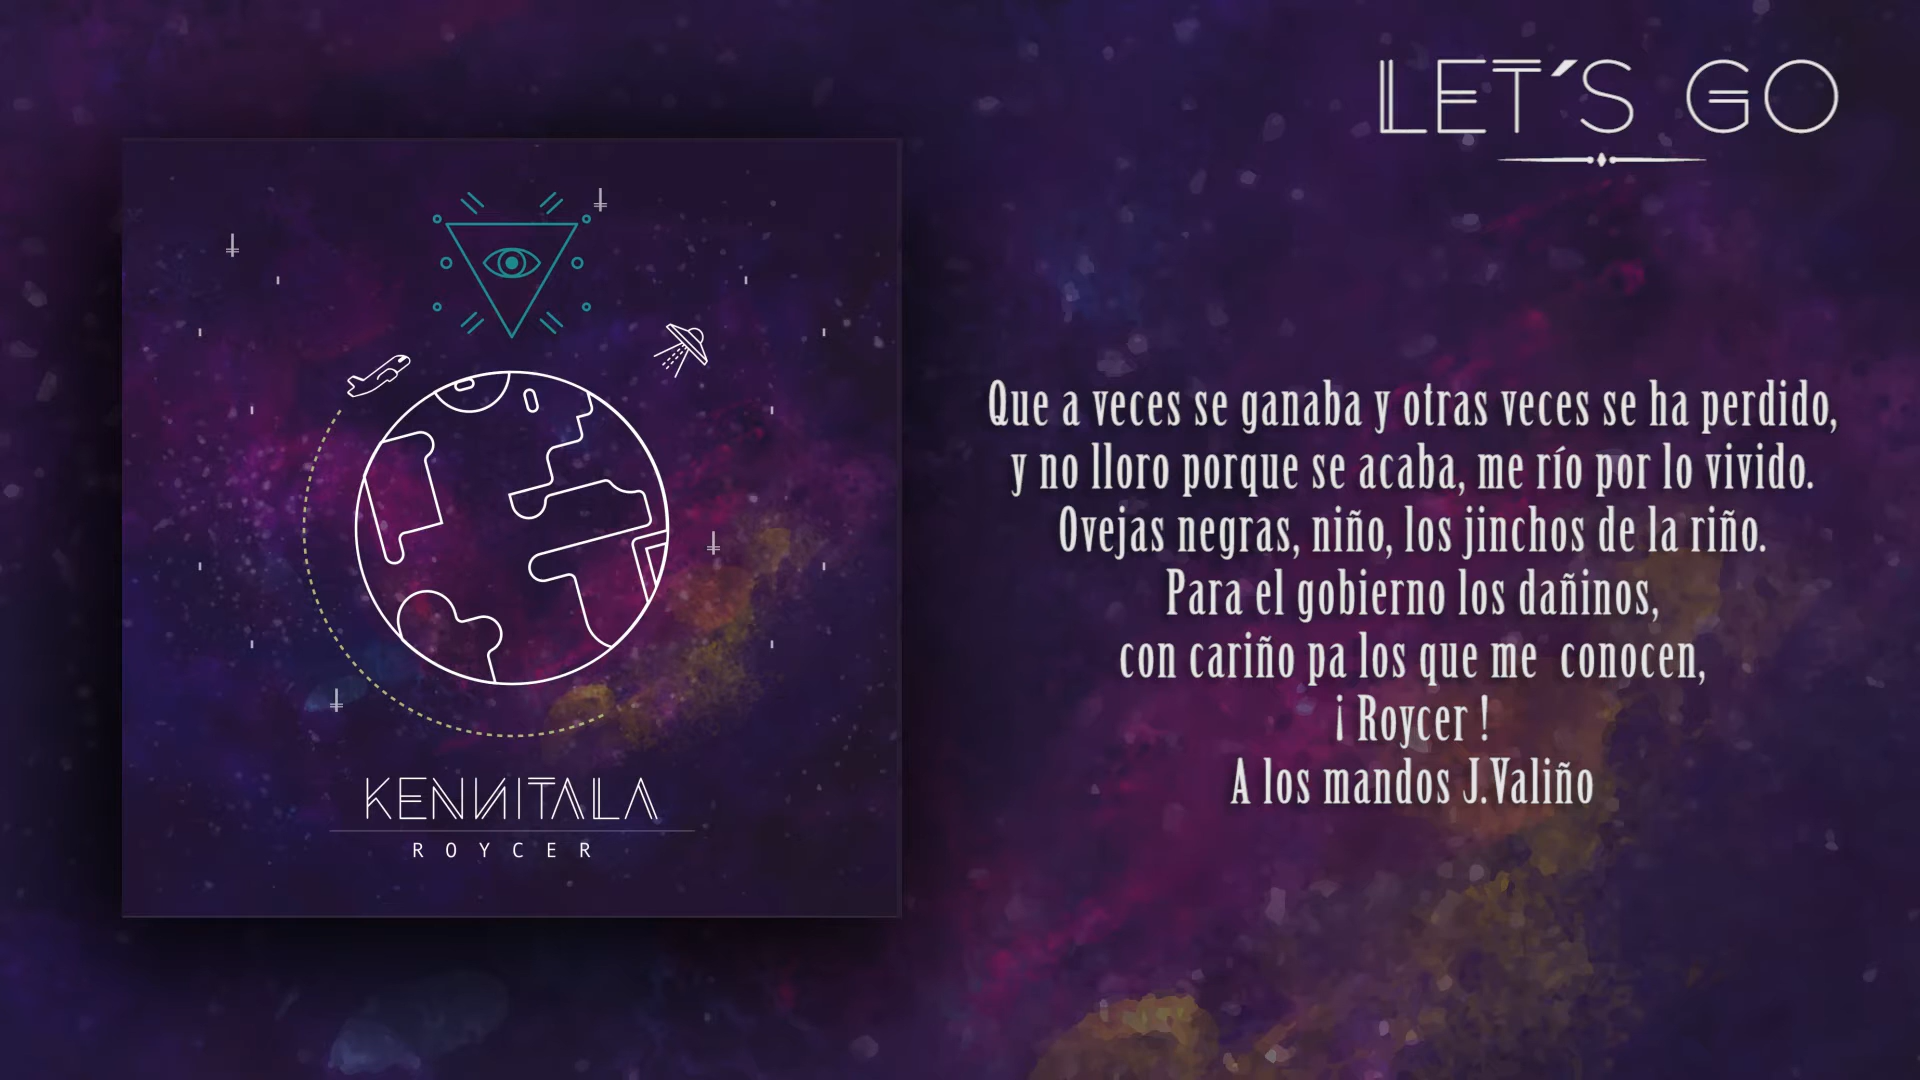 LET´S GO
Que a veces se ganaba y otras veces se ha perdido,
y no lloro porque se acaba, me río por lo vivido.
Ovejas negras, niño, los jinchos de la riño.
Para el gobierno los dañinos,
con cariño pa los que me conocen,
¡ Roycer !
A los mandos J.Valiño
KENNITALA
ROYCER